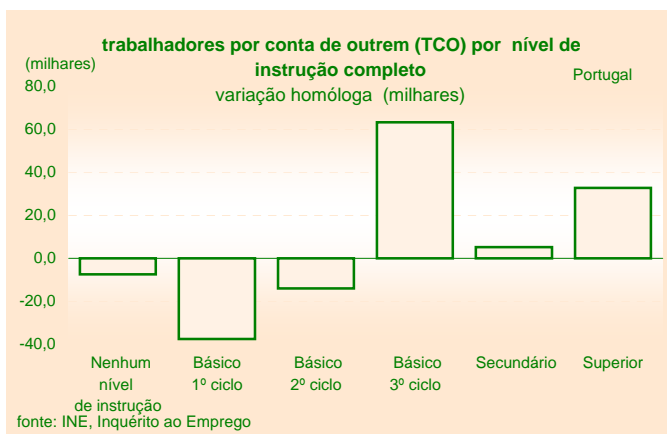 trabalhadores por conta de outrem (TCO) por nível de
(milhares)
instrução completo
Portugal
variação homóloga (milhares)
80,0
60,0
40,0
20,0
0,0
-20,0
-40,0
Nenhum Básico Básico Básico Secundário Superior
nível 1º ciclo 2º ciclo 3º ciclo
de instrução
fonte: INE, Inquérito ao Emprego